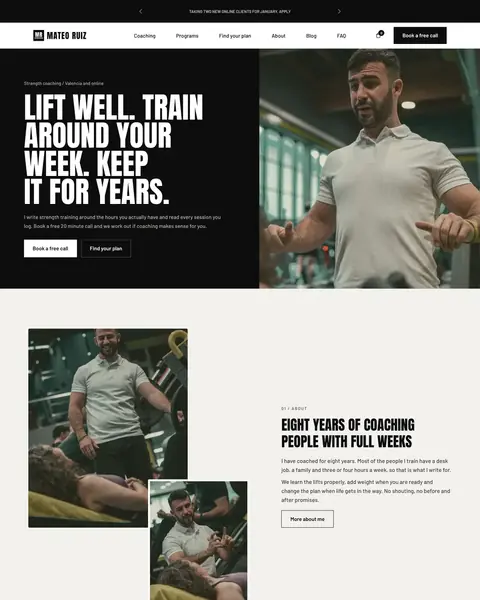 TAKING TWO NEW ONLINE CLIENTS FOR JANUARY. APPLY
MR MATEO RUIZ
Coaching Programs Find your plan About Blog FAQ
Book a free call
Strength coaching / Valencia and online
LIFT WELL. TRAIN
AROUND YOUR
WEEK. KEEP
IT FOR YEARS.
I write strength training around the hours you actually have and read every session you
log. Book a free 20 minute call and we work out if coaching makes sense for you.
Book a free call
Find your plan
01 / ABOUT
EIGHT YEARS OF COACHING
PEOPLE WITH FULL WEEKS
I have coached for eight years. Most of the people I train have a desk
job, a family and three or four hours a week, so that is what I write for.
We learn the lifts properly, add weight when you are ready and
change the plan when life gets in the way. No shouting, no before and
after promises.
More about me